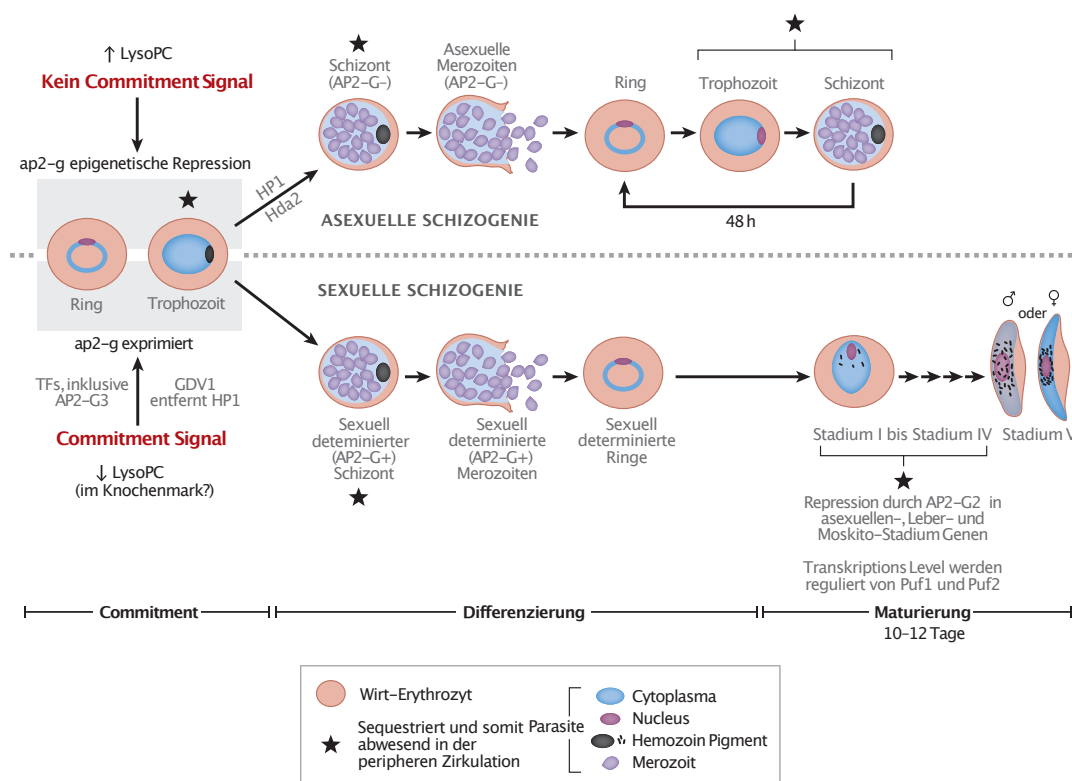 ↑ LysoPC
Kein Commitment Signal
ap2-g epigenetische Repression
Ring
Trophozoit
ap2-g exprimiert
TFs, inklusive
AP2-G3
GDV1
entfernt HP1
Commitment Signal
↓ LysoPC
(im Knochenmark?)
HP1
Hda2
Schizont
(AP2-G-)
Asexuelle
Merozoiten
(AP2-G-)
Ring
Trophozoit
Schizont
48 h
ASEXUELLE SCHIZOGENIE
SEXUELLE SCHIZOGENIE
Sexuell
determinierter
(AP2-G+)
Schizont
Sexuell
determinierte
(AP2-G+)
Merozoiten
Sexuell
determinierte
Ringe
♂ ♀
oder
Stadium I bis Stadium IV
Stadium V
Repression durch AP2-G2 in
asexuellen-, Leber- und
Moskito-Stadium Genen
Transkriptions Level werden
reguliert von Puf1 und Puf2
Commitment
Differenzierung
Maturierung
10-12 Tage
Wirt-Erythrozyt
Sequestriert und somit
abwesend in der
peripheren Zirkulation
Parasite
Cytoplasma
Nucleus
Hemozoin Pigment
Merozoit